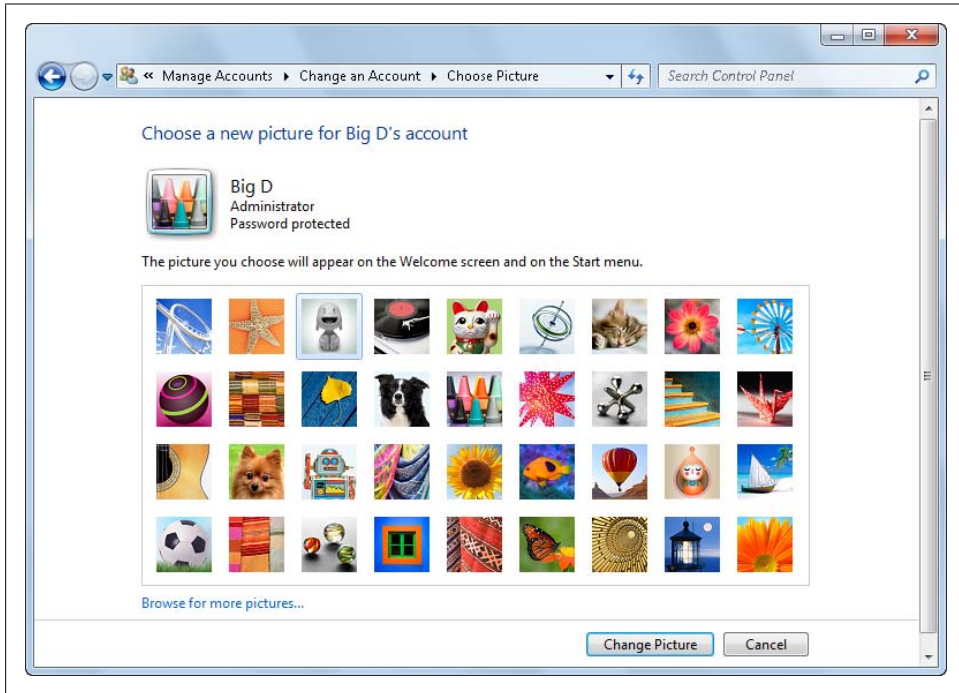 « Manage Accounts ▸ Change an Account ▸ Choose Picture
Search Control Panel
Choose a new picture for Big D's account
Big D
Administrator
Password protected
The picture you choose will appear on the Welcome screen and on the Start menu.
Browse for more pictures...
Change Picture
Cancel